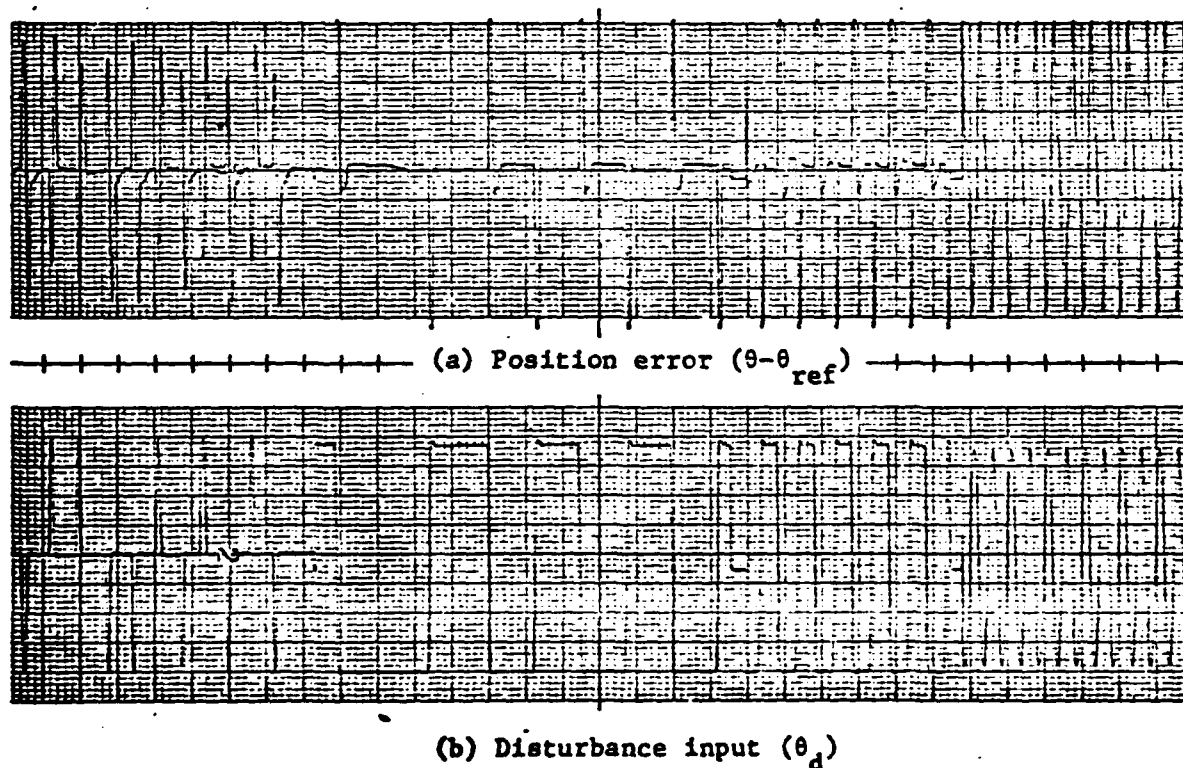 (a) Position error (θ-θref)
(b) Disturbance input (θd)